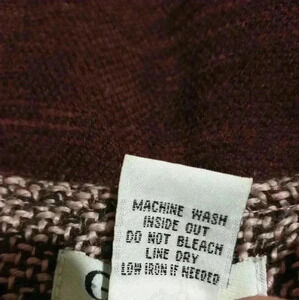 MACHINE WASH
INSIDE OUT
DO NOT BLEACH
LINE DRY
LOW IRON IF NEEDED